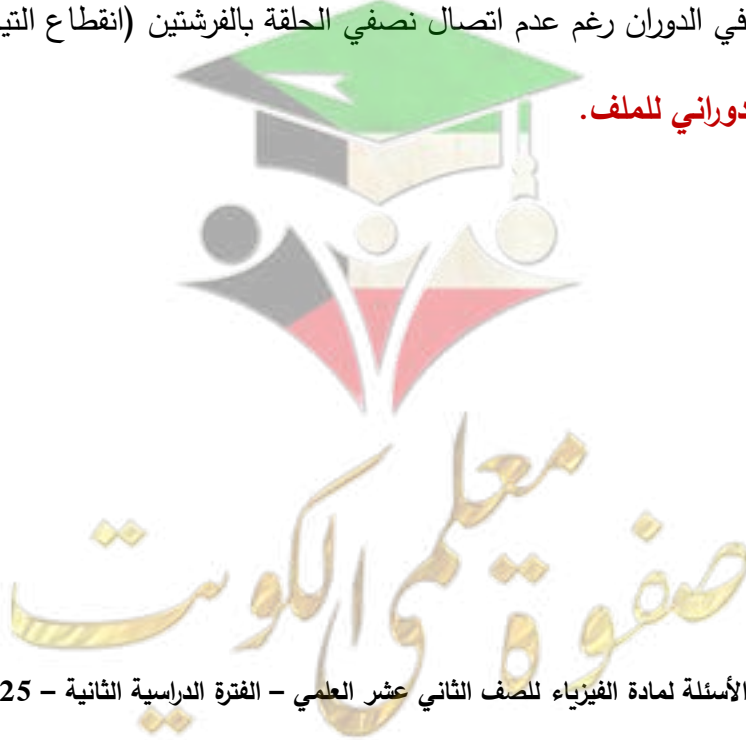 في الدوران رغم عدم اتصال نصفي الحلقة بالفرشتين (انقطاع
دوراني للملف.
صفوة معلمي الكويت
الأسئلة لمادة الفيزياء للصف الثاني عشر العلمي – الفترة الدراسية الثانية – 25